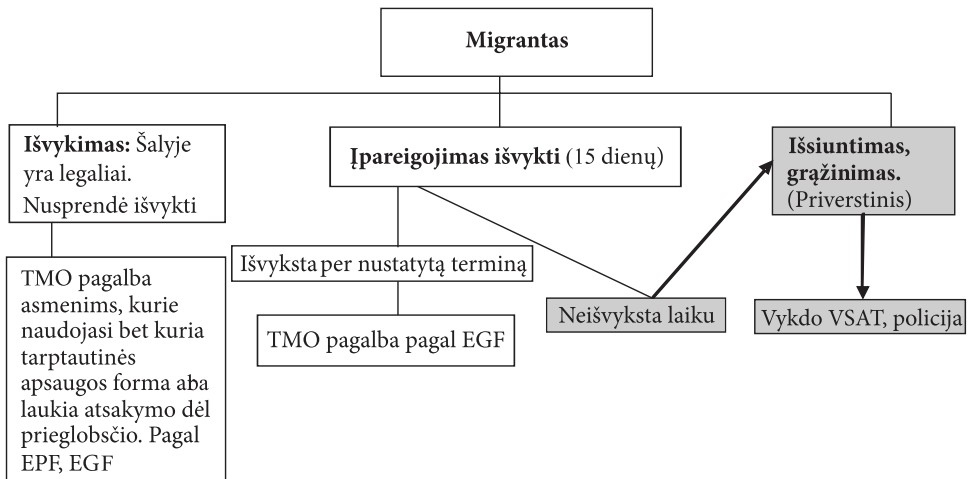 Migrantas
Išvykimas: Šalyje
yra legaliai.
Nusprendė išvykti
TMO pagalba
asmenims, kurie
naudojasi bet kuria
tarptautinės
apsaugos forma aba
laukia atsakymo dėl
prieglobsčio. Pagal
EPF, EGF
Įpareigojimas išvykti (15 dienų)
Išvyksta per nustatytą terminą
TMO pagalba pagal EGF
Neišvyksta laiku
Išsiuntimas,
grąžinimas.
(Priverstinis)
Vykdo VSAT, policija